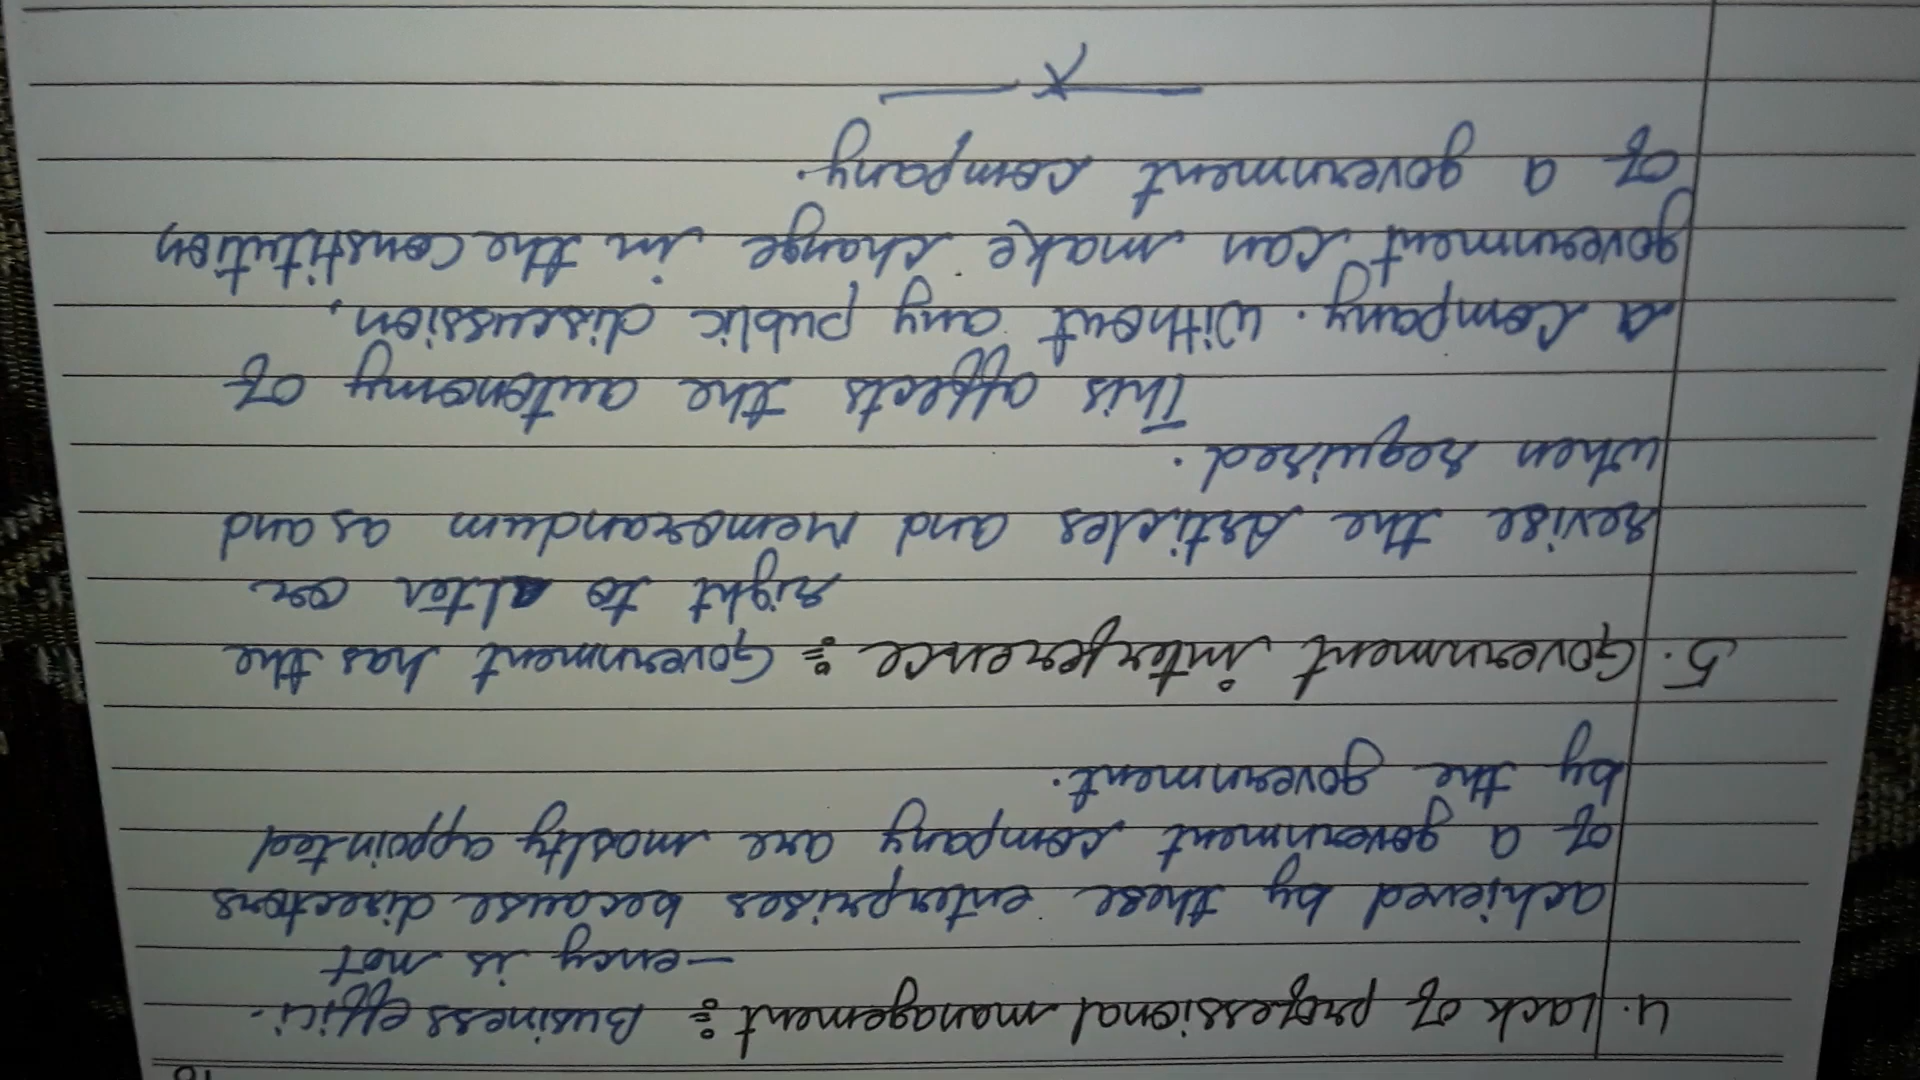 4. Lack of professional management : Business effici-
-ency is not
achieved by these enterprises because directors
of a government company are mostly appointed
by the government.
5. Government interference : Government has the
right to alter or
revise the Articles and Memorandum as and
when required.
This affects the autonomy of
a company. Without any public discussion,
government can make change in the constitution
of a government company.
x